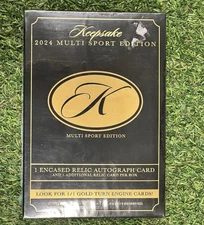 Keepsake
2024 MULTI SPORT EDITION
K
MULTI SPORT EDITION
1 ENCASED RELIC AUTOGRAPH CARD
AND 1 ADDITIONAL RELIC CARD PER BOX
LOOK FOR 1/1 GOLD TURN ENGINE CARDS!